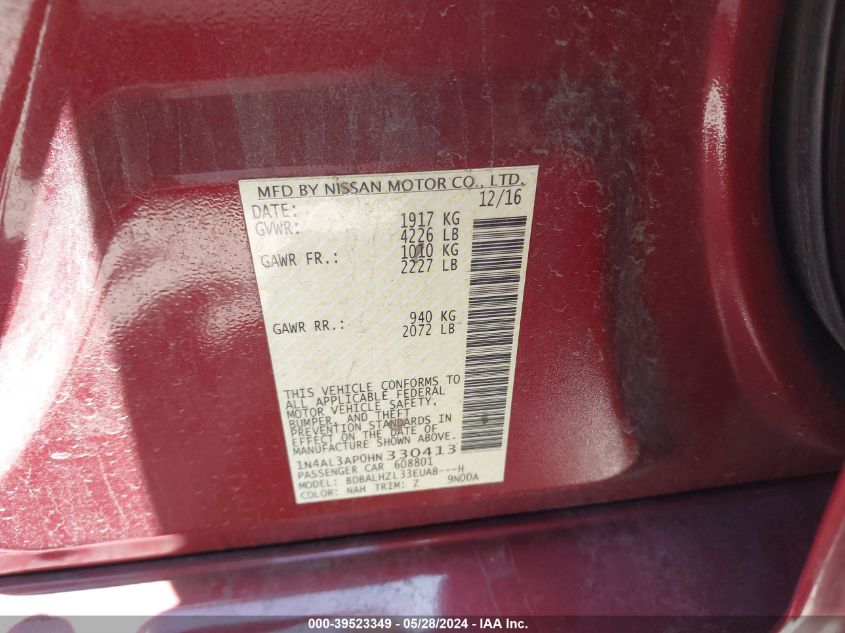 MFD BY NISSAN MOTOR CO., LTD.
DATE: 12/16
GVWR: 1917 KG
4226 LB
GAWR FR.: 1010 KG
2227 LB
GAWR RR.: 940 KG
2072 LB
THIS VEHICLE CONFORMS TO
ALL APPLICABLE FEDERAL
MOTOR VEHICLE SAFETY,
BUMPER, AND THEFT
PREVENTION STANDARDS IN
EFFECT ON THE DATE OF
MANUFACTURE SHOWN ABOVE.
1N4AL3AP0HN330413
PASSENGER CAR 608801
MODEL: BDBALHZL33EUAB---H
COLOR: NAH TRIM: Z 9N00A
000-39523349 / 05/28/2024 - IAA Inc.